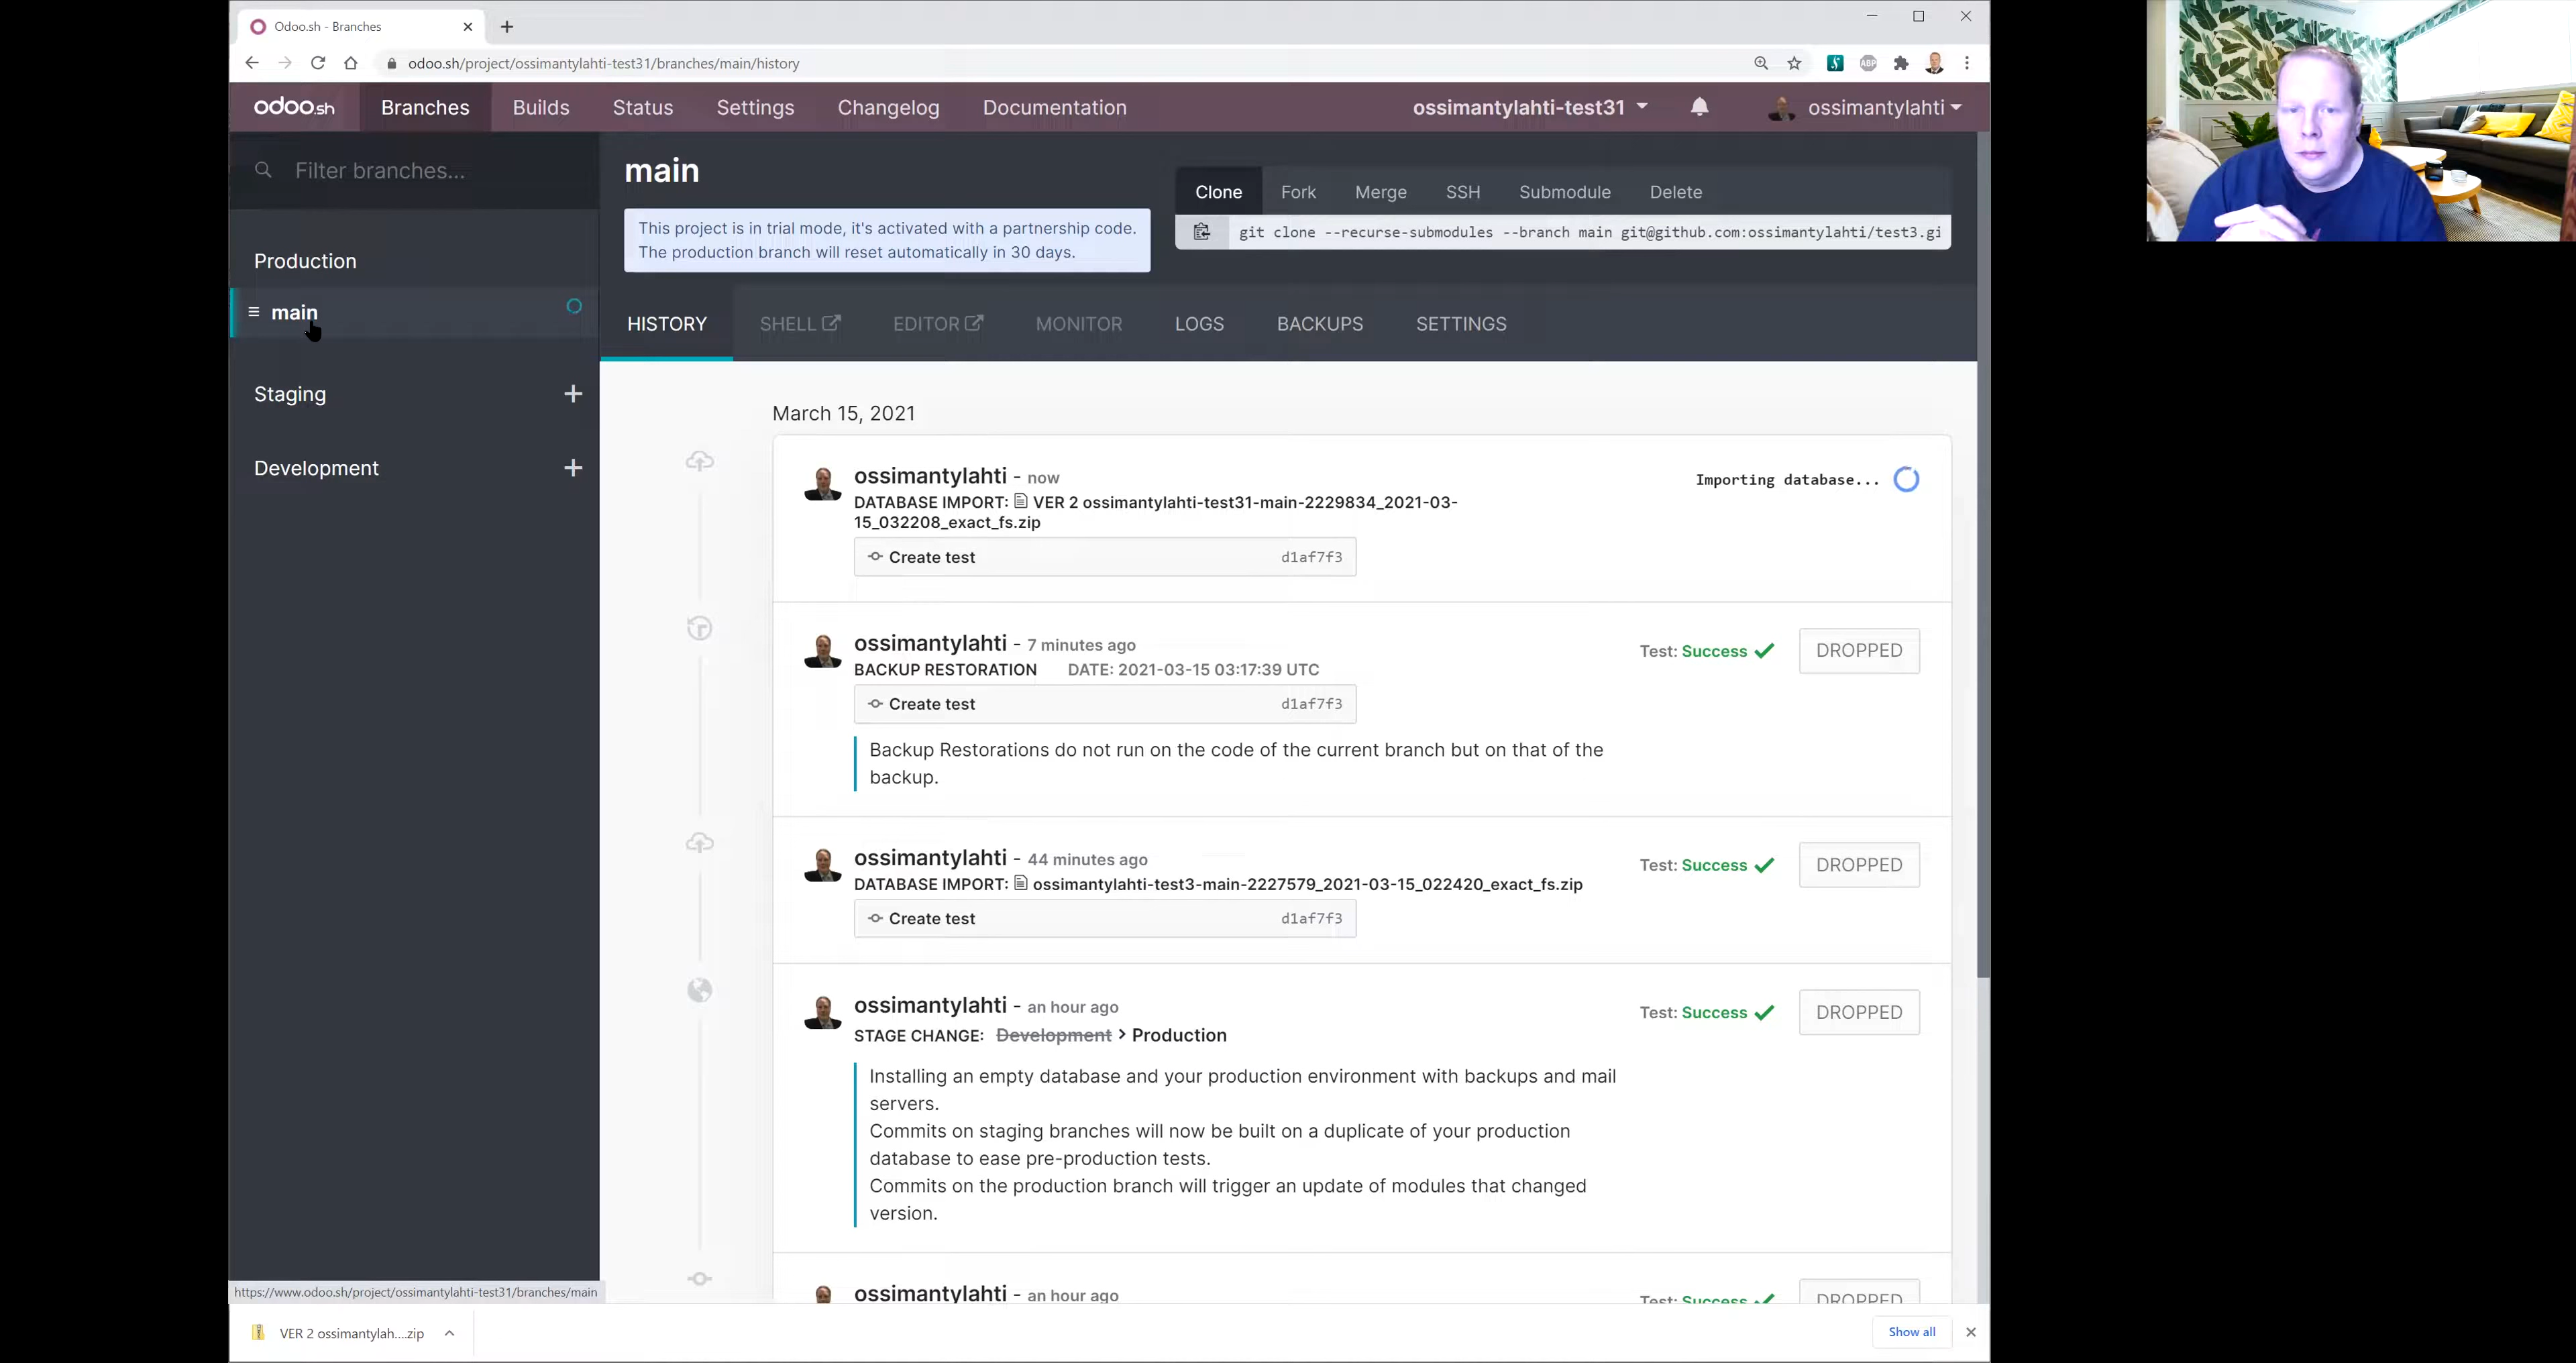 Odoo.sh - Branches
odoo.sh/project/ossimantylahti-test31/branches/main/history
ABP
odoo.sh
Branches
Builds
Status
Settings
Changelog
Documentation
ossimantylahti-test31
ossimantylahti
Filter branches...
Production
main
Staging
Development
main
This project is in trial mode, it's activated with a partnership code.
The production branch will reset automatically in 30 days.
Clone
Fork
Merge
SSH
Submodule
Delete
git clone --recurse-submodules --branch main git@github.com:ossimantylahti/test3.gi
HISTORY
SHELL
EDITOR
MONITOR
LOGS
BACKUPS
SETTINGS
March 15, 2021
ossimantylahti - now
Importing database...
DATABASE IMPORT: VER 2 ossimantylahti-test31-main-2229834_2021-03-
15_032208_exact_fs.zip
Create test d1af7f3
ossimantylahti - 7 minutes ago
Test: Success DROPPED
BACKUP RESTORATION DATE: 2021-03-15 03:17:39 UTC
Create test d1af7f3
Backup Restorations do not run on the code of the current branch but on that of the
backup.
ossimantylahti - 44 minutes ago
Test: Success DROPPED
DATABASE IMPORT: ossimantylahti-test3-main-2227579_2021-03-15_022420_exact_fs.zip
Create test d1af7f3
ossimantylahti - an hour ago
Test: Success DROPPED
STAGE CHANGE: Development > Production
Installing an empty database and your production environment with backups and mail
servers.
Commits on staging branches will now be built on a duplicate of your production
database to ease pre-production tests.
Commits on the production branch will trigger an update of modules that changed
version.
ossimantylahti - an hour ago
Test: Success DROPPED
https://www.odoo.sh/project/ossimantylahti-test31/branches/main
VER 2 ossimantylah....zip
Show all